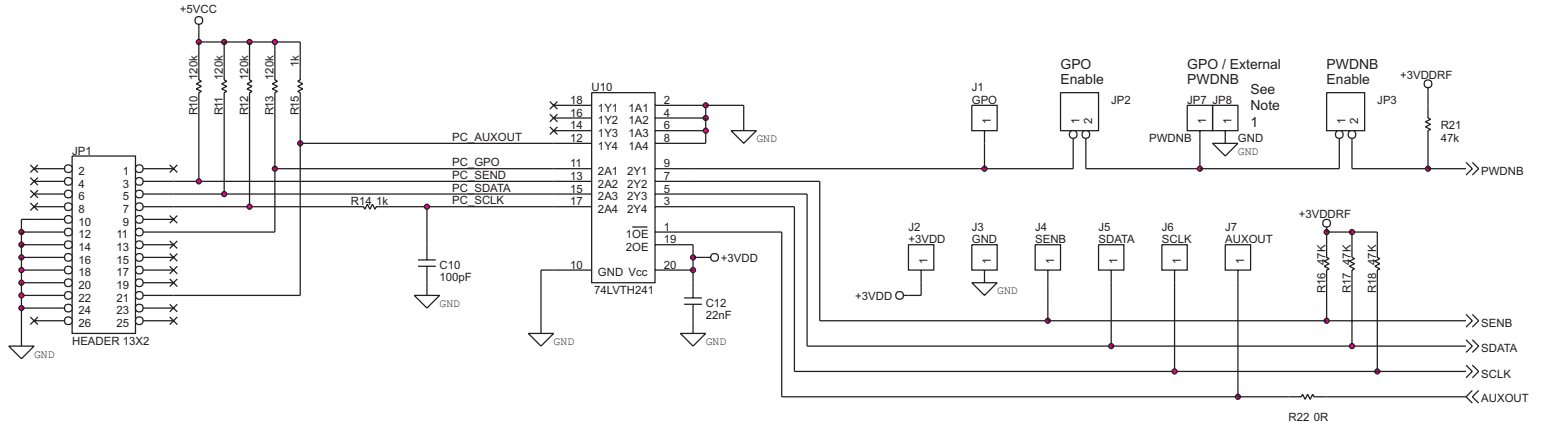 +5VCC
R10 120k
R11 120k
R12 120k
R13 120k
R15 1k
JP1
2 1
4 3
6 5
8 7
10 9
12 11
14 13
16 15
18 17
20 19
22 21
24 23
26 25
HEADER 13X2
GND
PC_AUXOUT
PC_GPO
PC_SEND
PC_SDATA
PC_SCLK
R14 1k
C10
100pF
GND
U10
18 1Y1 1A1 2
16 1Y2 1A2 4
14 1Y3 1A3 6
12 1Y4 1A4 8
11 2A1 2Y1 9
13 2A2 2Y2 7
15 2A3 2Y3 5
17 2A4 2Y4 3
1OE 1
2OE 19
10 GND Vcc 20
74LVTH241
GND
GND
+3VDD
C12
22nF
GND
J1
GPO
1
GPO
Enable
1 2
JP2
GPO / External
PWDNB
JP7 JP8
1 1
See
Note
1
PWDNB
GND
GND
PWDNB
Enable
1 2
JP3
+3VDDRF
R21
47k
PWDNB
J2
+3VDD
1
+3VDD
J3
GND
1
GND
J4
SENB
1
J5
SDATA
1
J6
SCLK
1
J7
AUXOUT
1
+3VDDRF
R16 47K
R17 47K
R18 47K
SENB
SDATA
SCLK
AUXOUT
R22 0R